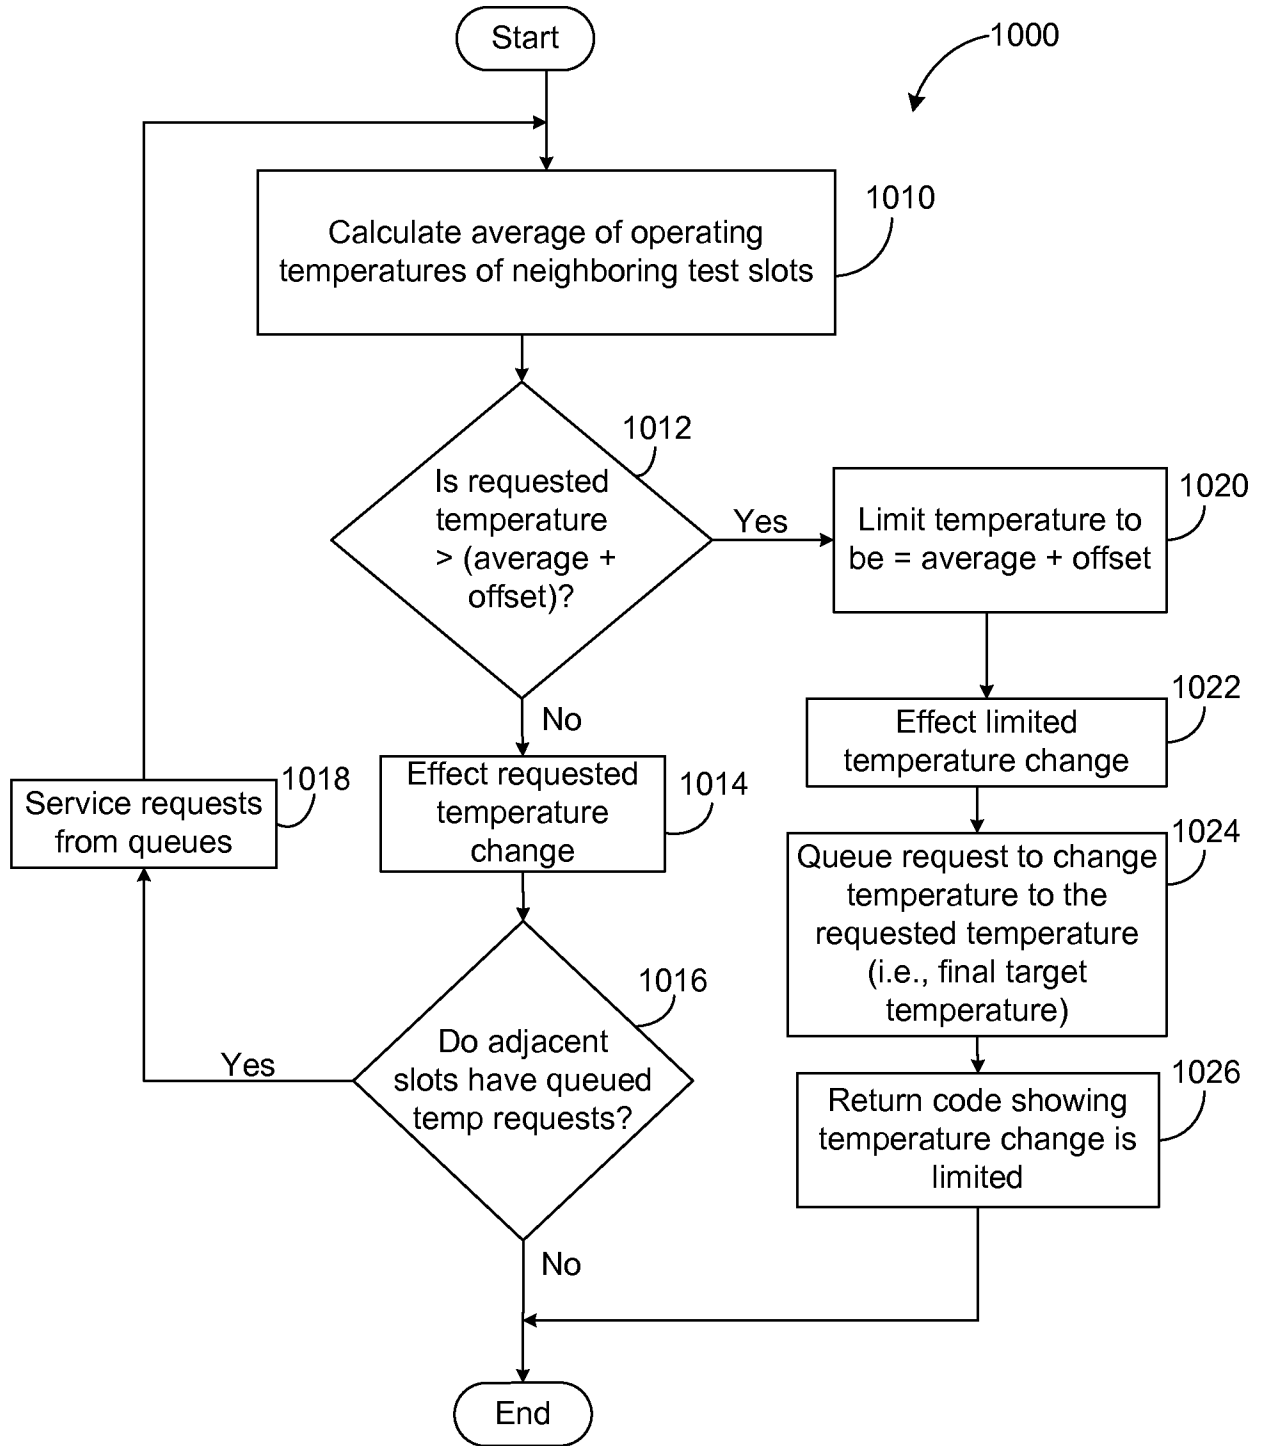 Start
1000
1010
Calculate average of operating
temperatures of neighboring test slots
1012
Is requested
temperature
> (average +
offset)?
Yes
1020
Limit temperature to
be = average + offset
No
1022
Effect limited
temperature change
1018
Service requests
from queues
1014
Effect requested
temperature
change
1024
Queue request to change
temperature to the
requested temperature
(i.e., final target
temperature)
1016
Do adjacent
slots have queued
temp requests?
Yes
1026
Return code showing
temperature change is
limited
No
End